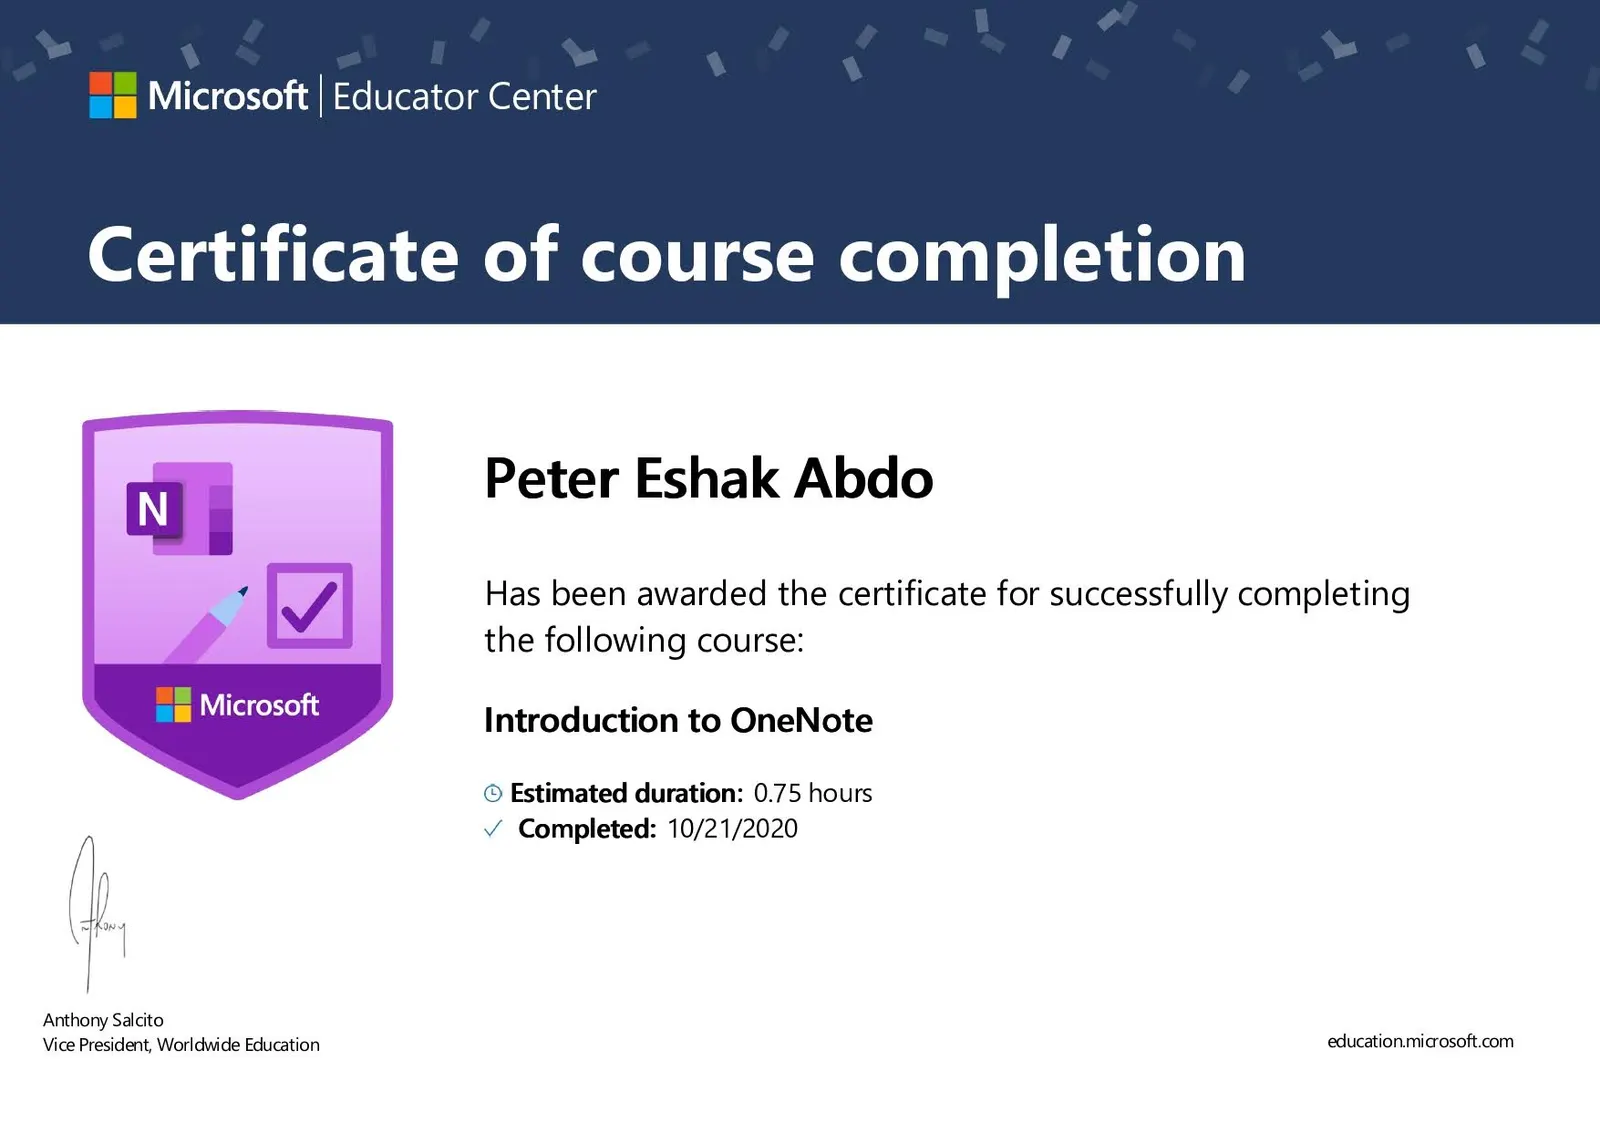 Microsoft | Educator Center
Certificate of course completion
N
Microsoft
Peter Eshak Abdo
Has been awarded the certificate for successfully completing
the following course:
Introduction to OneNote
Estimated duration: 0.75 hours
Completed: 10/21/2020
Anthony
Anthony Salcito
Vice President, Worldwide Education
education.microsoft.com